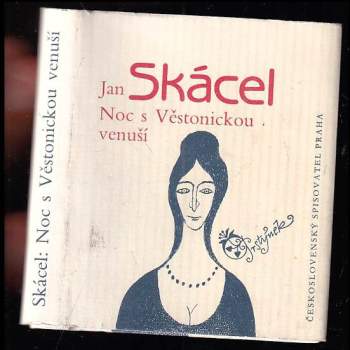 Skácel: Noc s Věstonickou venuší
Jan Skácel
Noc s Věstonickou
venuší
ČESKOSLOVENSKÝ SPISOVATEL PRAHA